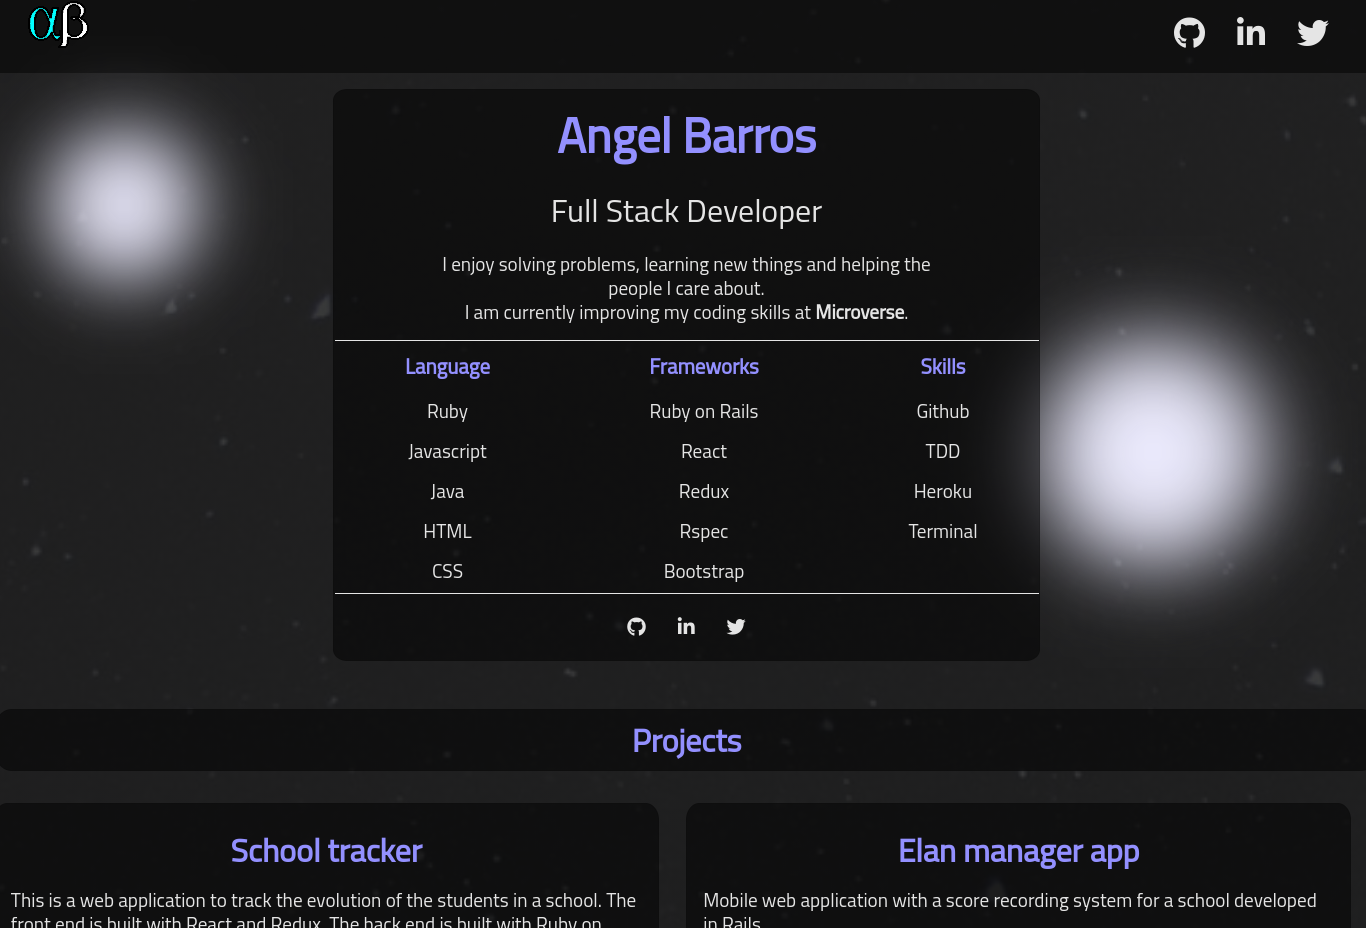 αβ
Angel Barros
Full Stack Developer
I enjoy solving problems, learning new things and helping the
people I care about.
I am currently improving my coding skills at Microverse.
Language Frameworks Skills
Ruby Ruby on Rails Github
Javascript React TDD
Java Redux Heroku
HTML Rspec Terminal
CSS Bootstrap
Projects
School tracker
This is a web application to track the evolution of the students in a school. The
front end is built with React and Redux. The back end is built with Ruby on
Elan manager app
Mobile web application with a score recording system for a school developed
in Rails